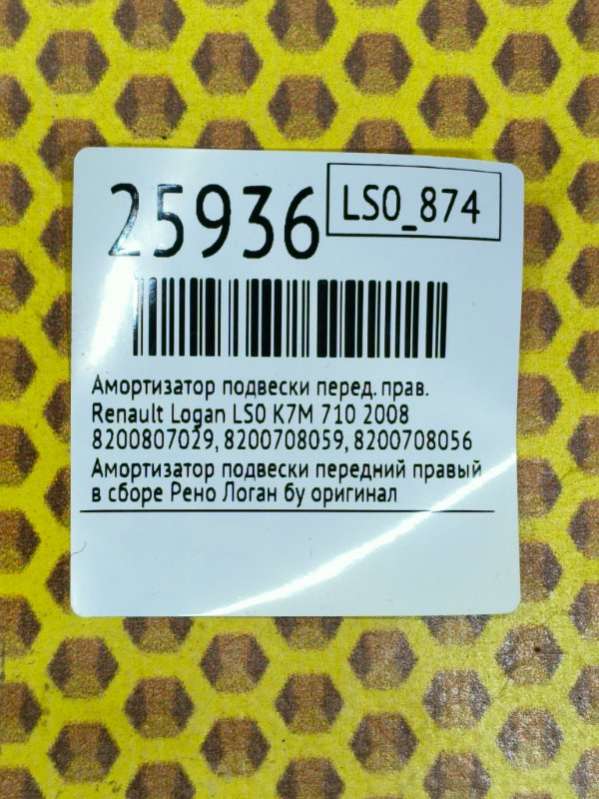 25936
LS0_874
Амортизатор подвески перед. прав.
Renault Logan LS0 K7M 710 2008
8200807029, 8200708059, 8200708056
Амортизатор подвески передний правый
в сборе Рено Логан бу оригинал